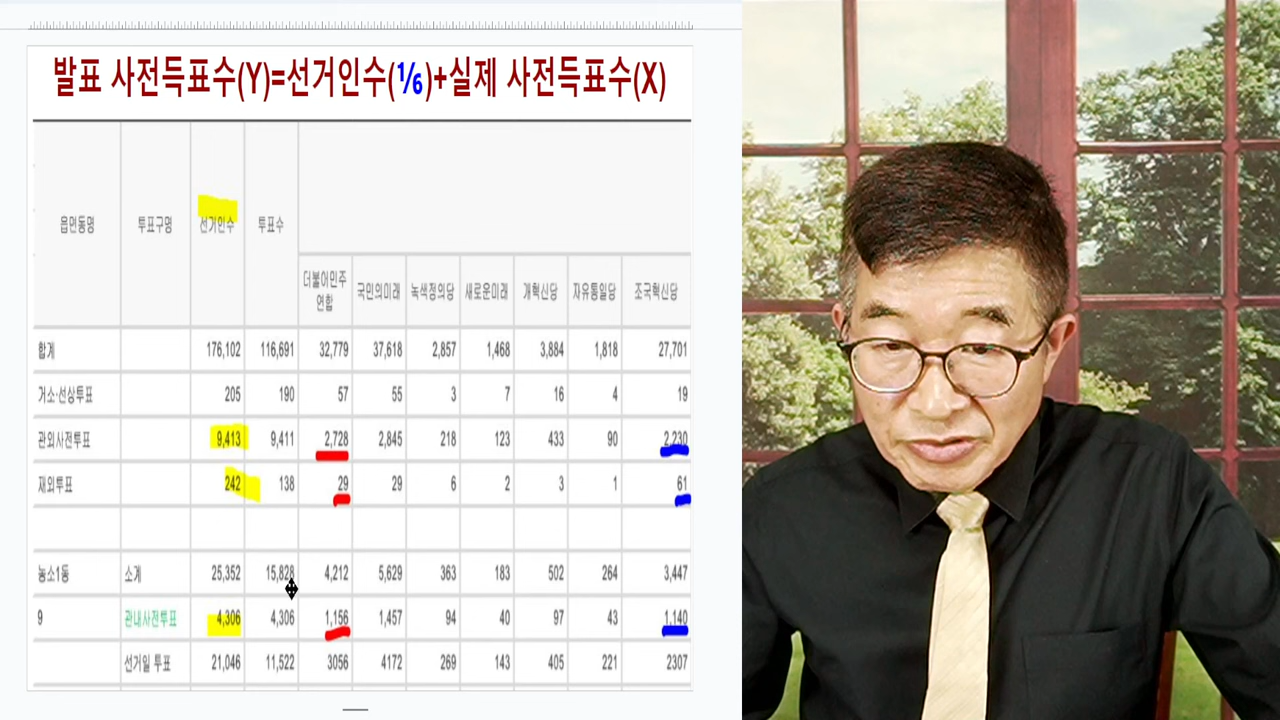 발표 사전득표수(Y)=선거인수(⅙)+실제 사전득표수(X)
읍면동명 투표구명 선거인수 투표수
더불어민주연합 국민의미래 녹색정의당 새로운미래 개혁신당 자유통일당 조국혁신당
합계 176,102 116,691 32,779 37,618 2,857 1,468 3,884 1,818 27,701
거소·선상투표 205 190 57 55 3 7 16 4 19
관외사전투표 9,413 9,411 2,728 2,845 218 123 433 90 2,230
재외투표 242 138 29 29 6 2 3 1 61
농소1동 소계 25,352 15,828 4,212 5,629 363 183 502 264 3,447
9 관내사전투표 4,306 4,306 1,156 1,457 94 40 97 43 1,140
선거일 투표 21,046 11,522 3056 4172 269 143 405 221 2307